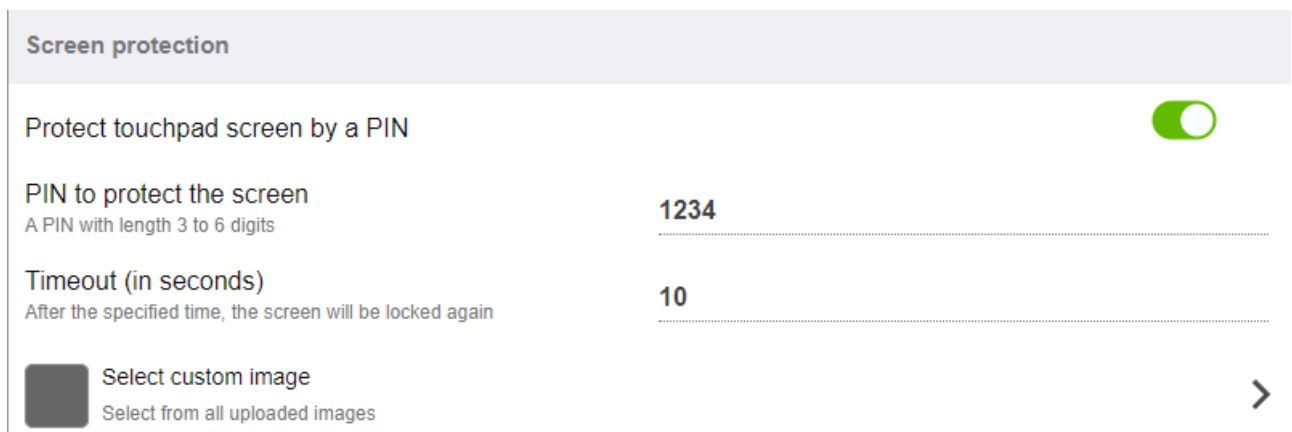 Screen protection
Protect touchpad screen by a PIN
PIN to protect the screen
A PIN with length 3 to 6 digits
1234
Timeout (in seconds)
After the specified time, the screen will be locked again
10
Select custom image
Select from all uploaded images